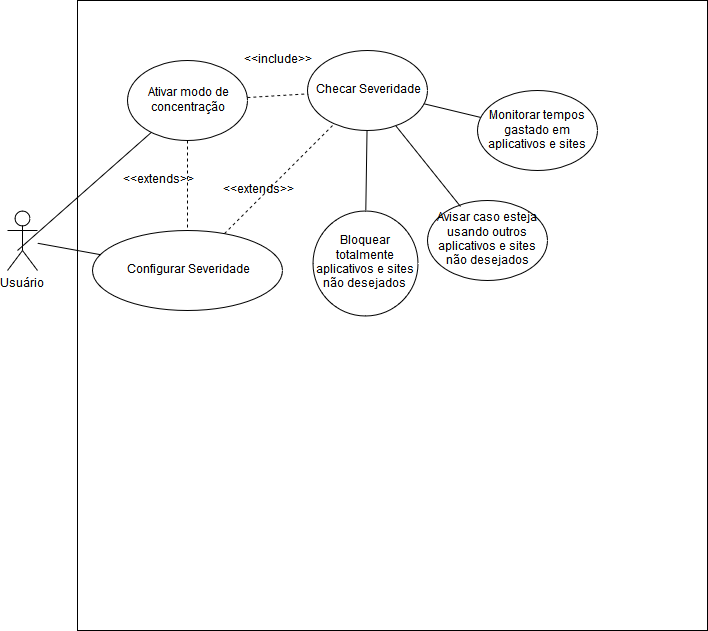 <<include>>
Ativar modo de
concentração
Checar Severidade
Monitorar tempos
gastado em
aplicativos e sites
<<extends>>
<<extends>>
Usuário
Configurar Severidade
Bloquear
totalmente
aplicativos e sites
não desejados
Avisar caso esteja
usando outros
aplicativos e sites
não desejados